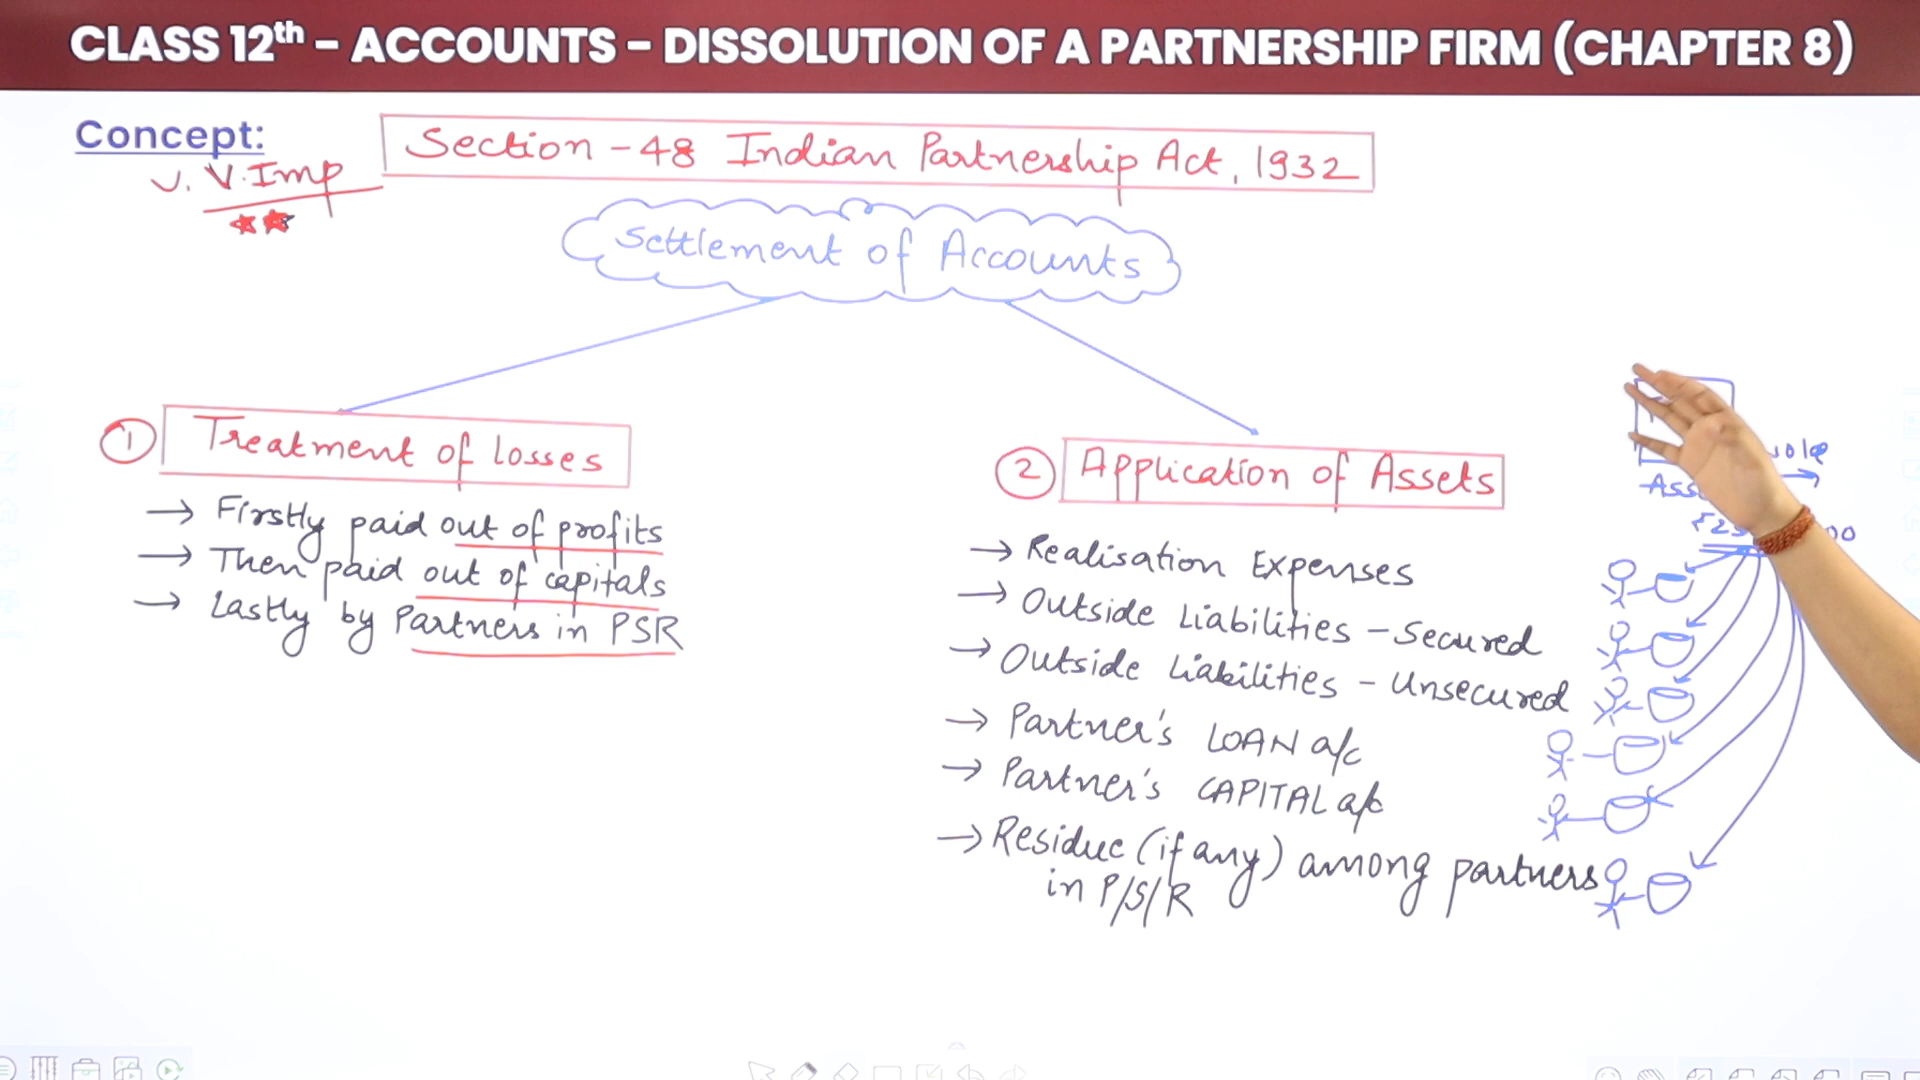 CLASS 12th – ACCOUNTS – DISSOLUTION OF A PARTNERSHIP FIRM (CHAPTER 8)
Concept:
V. V. Imp
Section - 48 Indian Partnership Act, 1932
Settlement of Accounts
① Treatment of losses
→ Firstly paid out of profits
→ Then paid out of capitals
→ Lastly by Partners in PSR
② Application of Assets
→ Realisation Expenses
→ Outside Liabilities - Secured
→ Outside Liabilities - Unsecured
→ Partner's LOAN a/c
→ Partner's CAPITAL a/c
→ Residue (if any) among partners
in P/S/R